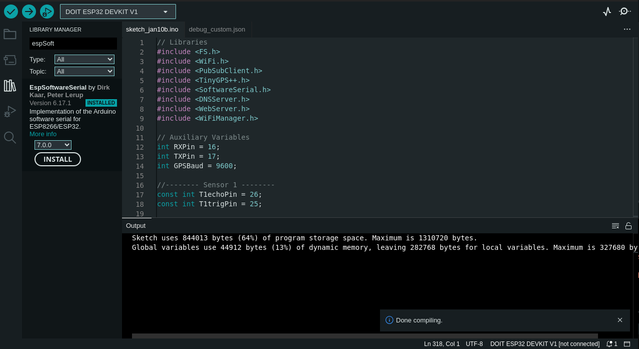 DOIT ESP32 DEVKIT V1
LIBRARY MANAGER
espSoft
Type: All
Topic: All
EspSoftwareSerial by Dirk
Kaar, Peter Lerup
Version 6.17.1 INSTALLED
Implementation of the Arduino
software serial for
ESP8266/ESP32.
More info
7.0.0
INSTALL
sketch_jan10b.ino debug_custom.json
1 // Libraries
2 #include <FS.h>
3 #include <WiFi.h>
4 #include <PubSubClient.h>
5 #include <TinyGPS++.h>
6 #include <SoftwareSerial.h>
7 #include <DNSServer.h>
8 #include <WebServer.h>
9 #include <WiFiManager.h>
10
11 // Auxiliary Variables
12 int RXPin = 16;
13 int TXPin = 17;
14 int GPSBaud = 9600;
15
16 //-------- Sensor 1 --------
17 const int T1echoPin = 26;
18 const int T1trigPin = 25;
19
Output
Sketch uses 844013 bytes (64%) of program storage space. Maximum is 1310720 bytes.
Global variables use 44912 bytes (13%) of dynamic memory, leaving 282768 bytes for local variables. Maximum is 327680 by
Done compiling.
Ln 318, Col 1 UTF-8 DOIT ESP32 DEVKIT V1 [not connected] 1